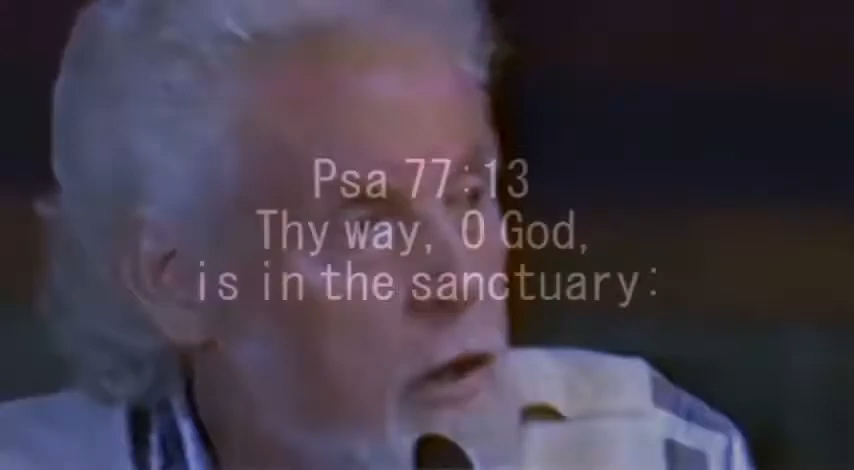 Psa 77:13
Thy way, O God,
is in the sanctuary: